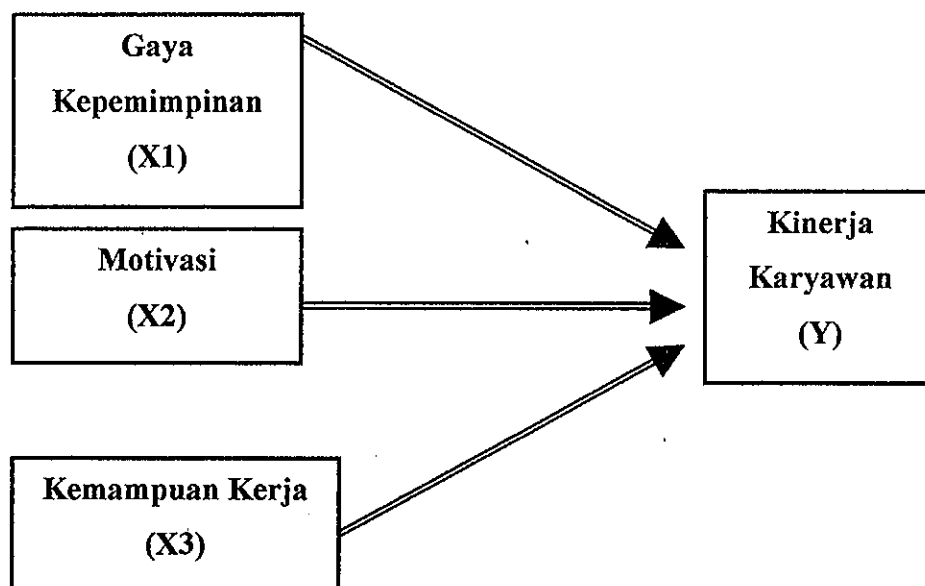 Gaya
Kepemimpinan
(X1)
Motivasi
(X2)
Kemampuan Kerja
(X3)
Kinerja
Karyawan
(Y)